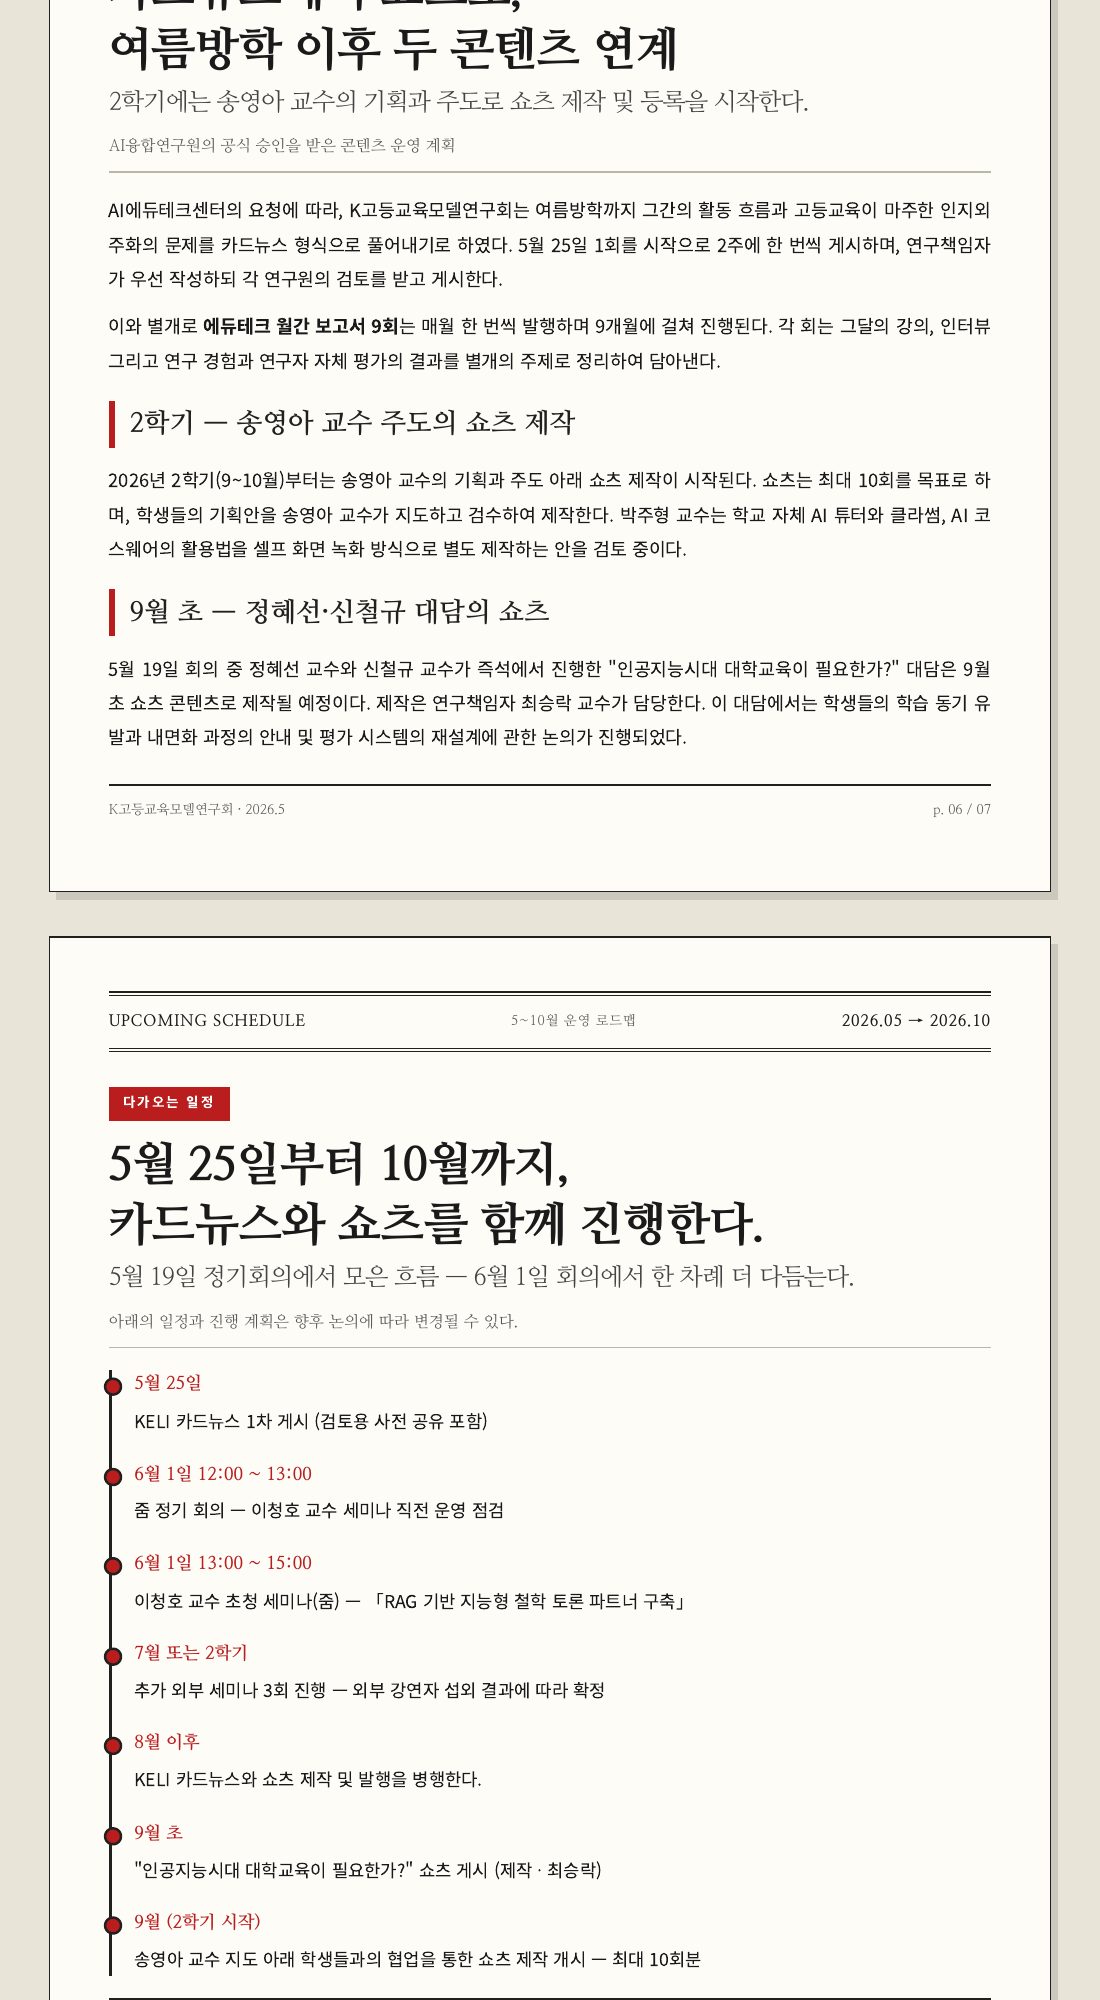 여름방학 이후 두 콘텐츠 연계
2학기에는 송영아 교수의 기획과 주도로 쇼츠 제작 및 등록을 시작한다.
AI융합연구원의 공식 승인을 받은 콘텐츠 운영 계획
AI에듀테크센터의 요청에 따라, K고등교육모델연구회는 여름방학까지 그간의 활동 흐름과 고등교육이 마주한 인지외
주화의 문제를 카드뉴스 형식으로 풀어내기로 하였다. 5월 25일 1회를 시작으로 2주에 한 번씩 게시하며, 연구책임자
가 우선 작성하되 각 연구원의 검토를 받고 게시한다.
이와 별개로 에듀테크 월간 보고서 9회는 매월 한 번씩 발행하며 9개월에 걸쳐 진행된다. 각 회는 그달의 강의, 인터뷰
그리고 연구 경험과 연구자 자체 평가의 결과를 별개의 주제로 정리하여 담아낸다.
2학기 — 송영아 교수 주도의 쇼츠 제작
2026년 2학기(9~10월)부터는 송영아 교수의 기획과 주도 아래 쇼츠 제작이 시작된다. 쇼츠는 최대 10회를 목표로 하
며, 학생들의 기획안을 송영아 교수가 지도하고 검수하여 제작한다. 박주형 교수는 학교 자체 AI 튜터와 클라썸, AI 코
스웨어의 활용법을 셀프 화면 녹화 방식으로 별도 제작하는 안을 검토 중이다.
9월 초 — 정혜선·신철규 대담의 쇼츠
5월 19일 회의 중 정혜선 교수와 신철규 교수가 즉석에서 진행한 "인공지능시대 대학교육이 필요한가?" 대담은 9월
초 쇼츠 콘텐츠로 제작될 예정이다. 제작은 연구책임자 최승락 교수가 담당한다. 이 대담에서는 학생들의 학습 동기 유
발과 내면화 과정의 안내 및 평가 시스템의 재설계에 관한 논의가 진행되었다.
K고등교육모델연구회 · 2026.5
p. 06 / 07
UPCOMING SCHEDULE
5~10월 운영 로드맵
2026.05 → 2026.10
다가오는 일정
5월 25일부터 10월까지,
카드뉴스와 쇼츠를 함께 진행한다.
5월 19일 정기회의에서 모은 흐름 — 6월 1일 회의에서 한 차례 더 다듬는다.
아래의 일정과 진행 계획은 향후 논의에 따라 변경될 수 있다.
5월 25일
KELI 카드뉴스 1차 게시 (검토용 사전 공유 포함)
6월 1일 12:00 ~ 13:00
줌 정기 회의 — 이청호 교수 세미나 직전 운영 점검
6월 1일 13:00 ~ 15:00
이청호 교수 초청 세미나(줌) — 「RAG 기반 지능형 철학 토론 파트너 구축」
7월 또는 2학기
추가 외부 세미나 3회 진행 — 외부 강연자 섭외 결과에 따라 확정
8월 이후
KELI 카드뉴스와 쇼츠 제작 및 발행을 병행한다.
9월 초
"인공지능시대 대학교육이 필요한가?" 쇼츠 게시 (제작 · 최승락)
9월 (2학기 시작)
송영아 교수 지도 아래 학생들과의 협업을 통한 쇼츠 제작 개시 — 최대 10회분